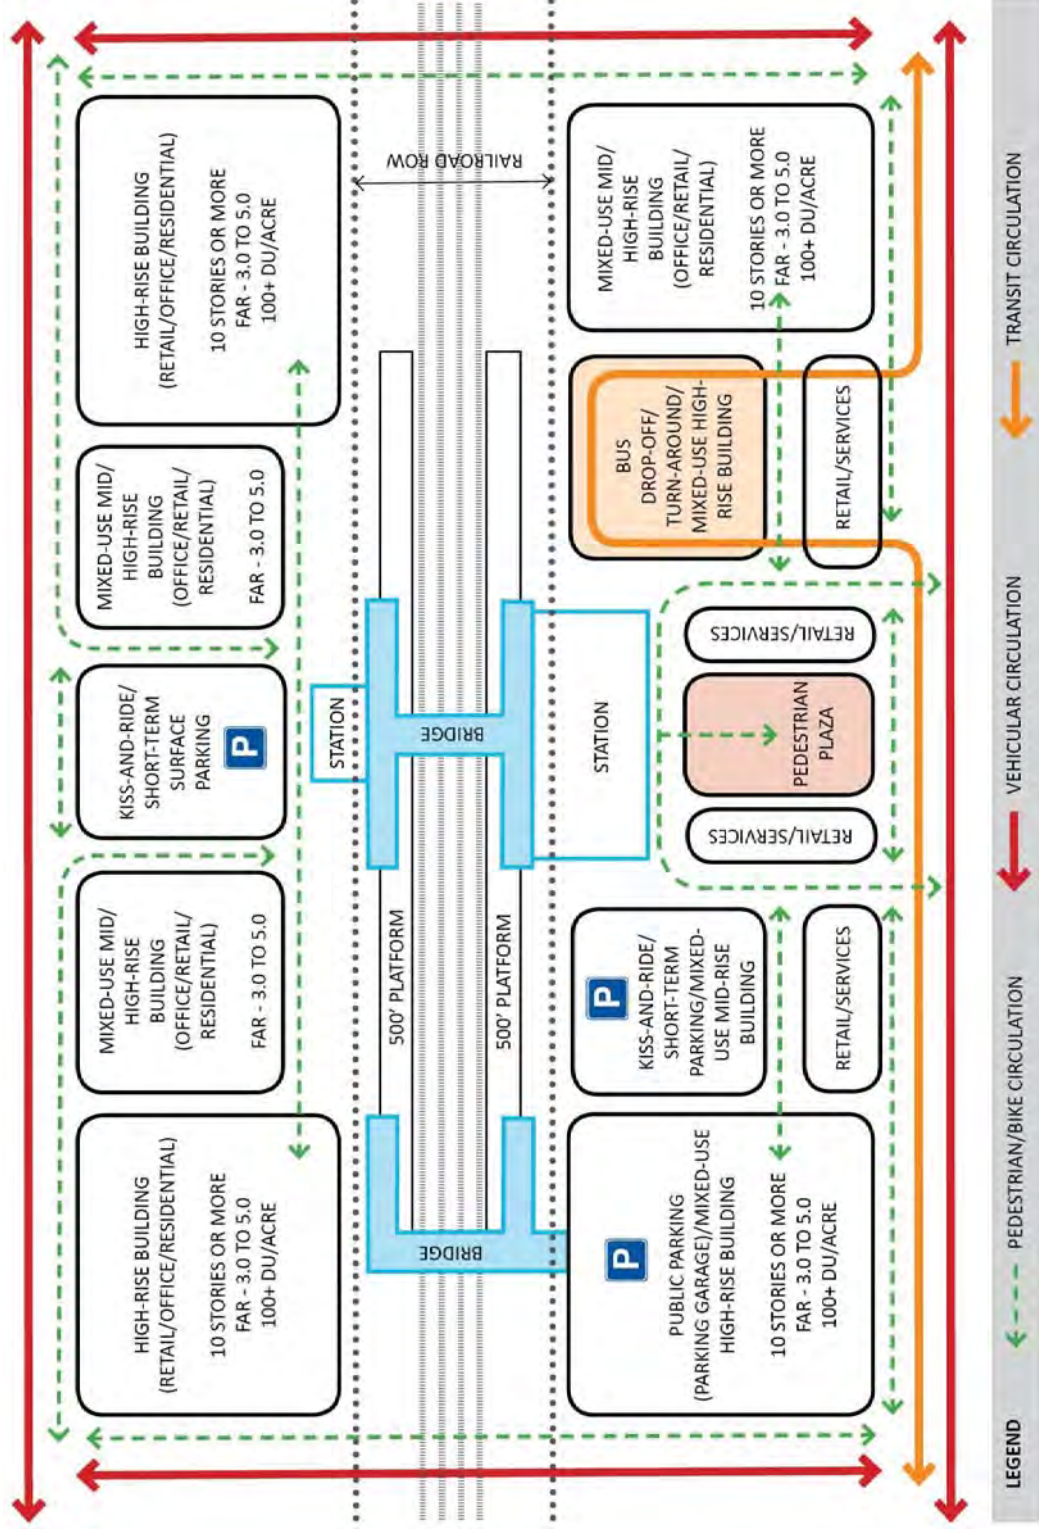 HIGH-RISE BUILDING
(RETAIL/OFFICE/RESIDENTIAL)
10 STORIES OR MORE
FAR - 3.0 TO 5.0
100+ DU/ACRE
MIXED-USE MID/
HIGH-RISE
BUILDING
(OFFICE/RETAIL/
RESIDENTIAL)
FAR - 3.0 TO 5.0
KISS-AND-RIDE/
SHORT-TERM
SURFACE
PARKING
P
MIXED-USE MID/
HIGH-RISE
BUILDING
(OFFICE/RETAIL/
RESIDENTIAL)
FAR - 3.0 TO 5.0
HIGH-RISE BUILDING
(RETAIL/OFFICE/RESIDENTIAL)
10 STORIES OR MORE
FAR - 3.0 TO 5.0
100+ DU/ACRE
STATION
500' PLATFORM
BRIDGE
BRIDGE
500' PLATFORM
RAILROAD ROW
STATION
P
PUBLIC PARKING
(PARKING GARAGE)/MIXED-USE
HIGH-RISE BUILDING
10 STORIES OR MORE
FAR - 3.0 TO 5.0
100+ DU/ACRE
P
KISS-AND-RIDE/
SHORT-TERM
PARKING/MIXED-
USE MID-RISE
BUILDING
RETAIL/SERVICES
RETAIL/SERVICES
PEDESTRIAN
PLAZA
RETAIL/SERVICES
BUS
DROP-OFF/
TURN-AROUND/
MIXED-USE HIGH-
RISE BUILDING
RETAIL/SERVICES
MIXED-USE MID/
HIGH-RISE
BUILDING
(OFFICE/RETAIL/
RESIDENTIAL)
10 STORIES OR MORE
FAR - 3.0 TO 5.0
100+ DU/ACRE
LEGEND
PEDESTRIAN/BIKE CIRCULATION
VEHICULAR CIRCULATION
TRANSIT CIRCULATION